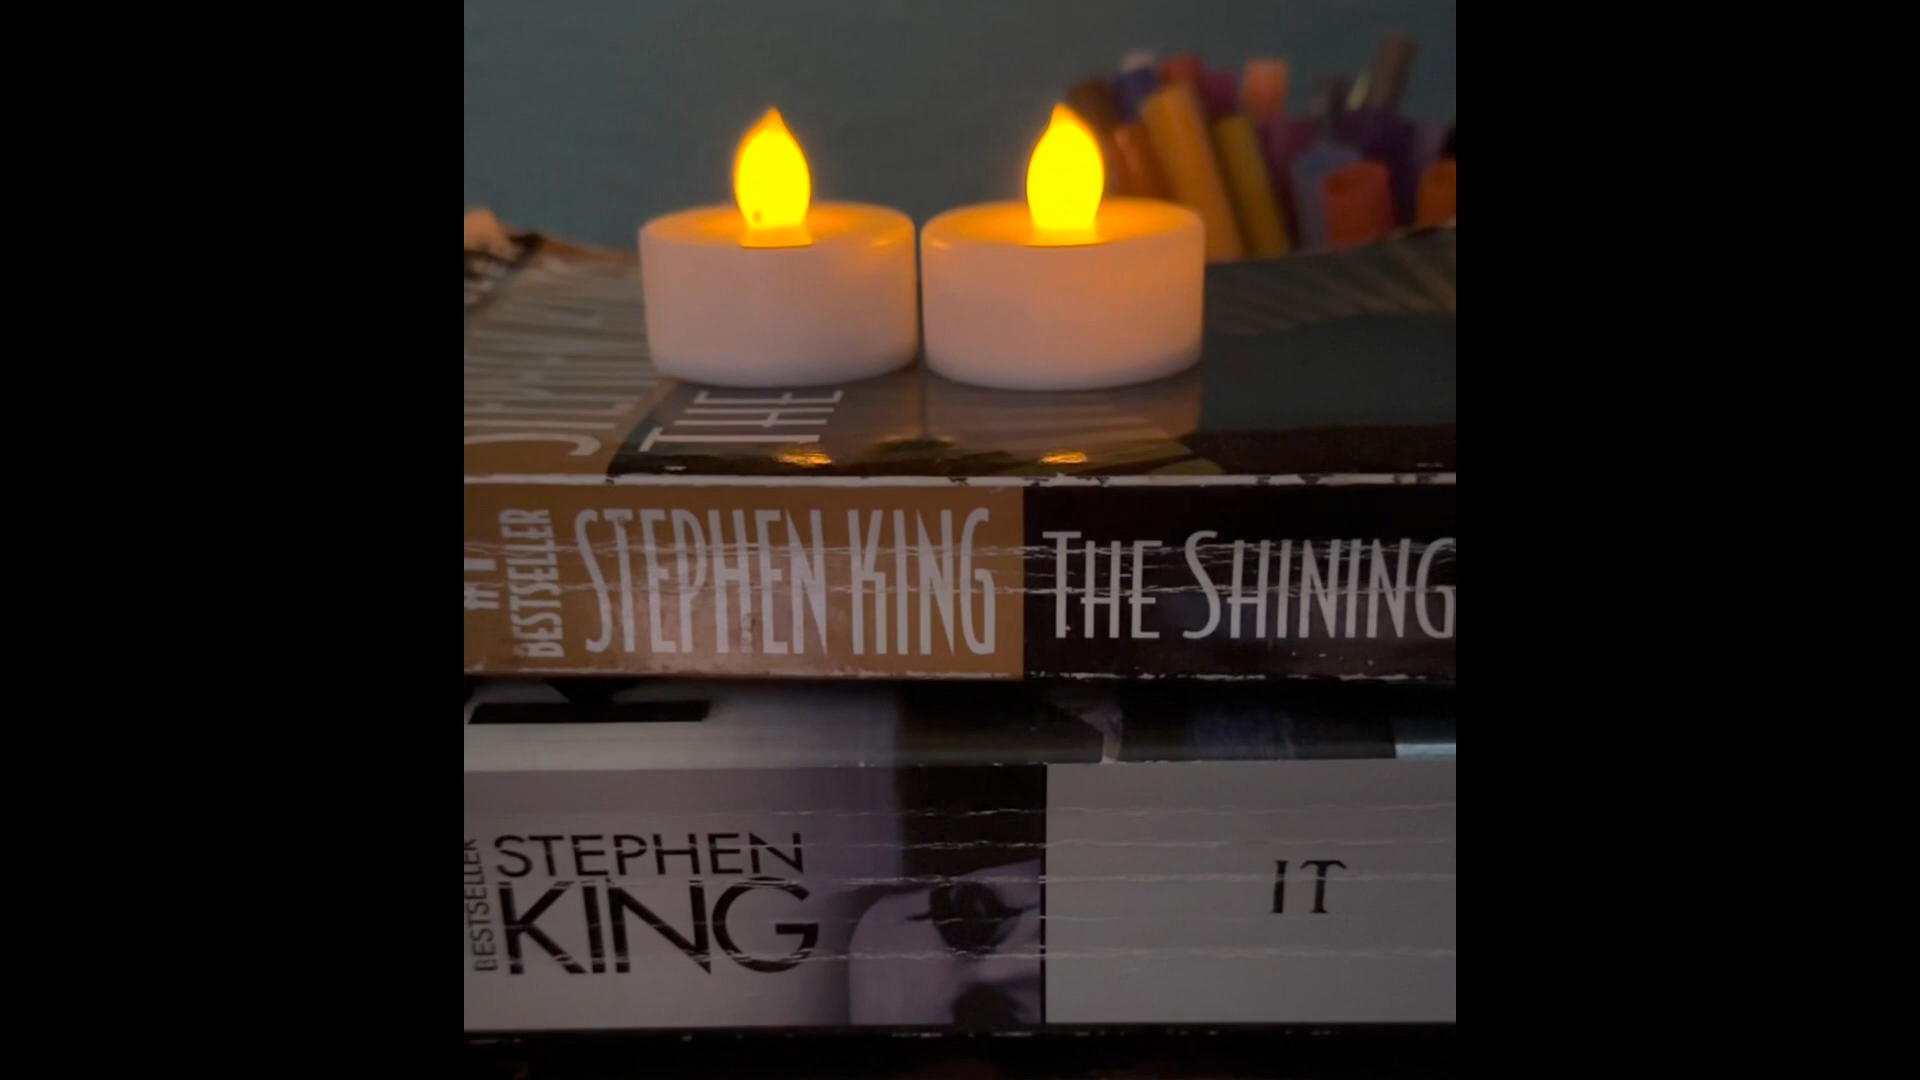 THE
#1
BESTSELLER
STEPHEN KING
THE SHINING
BESTSELLER
STEPHEN
KING
IT